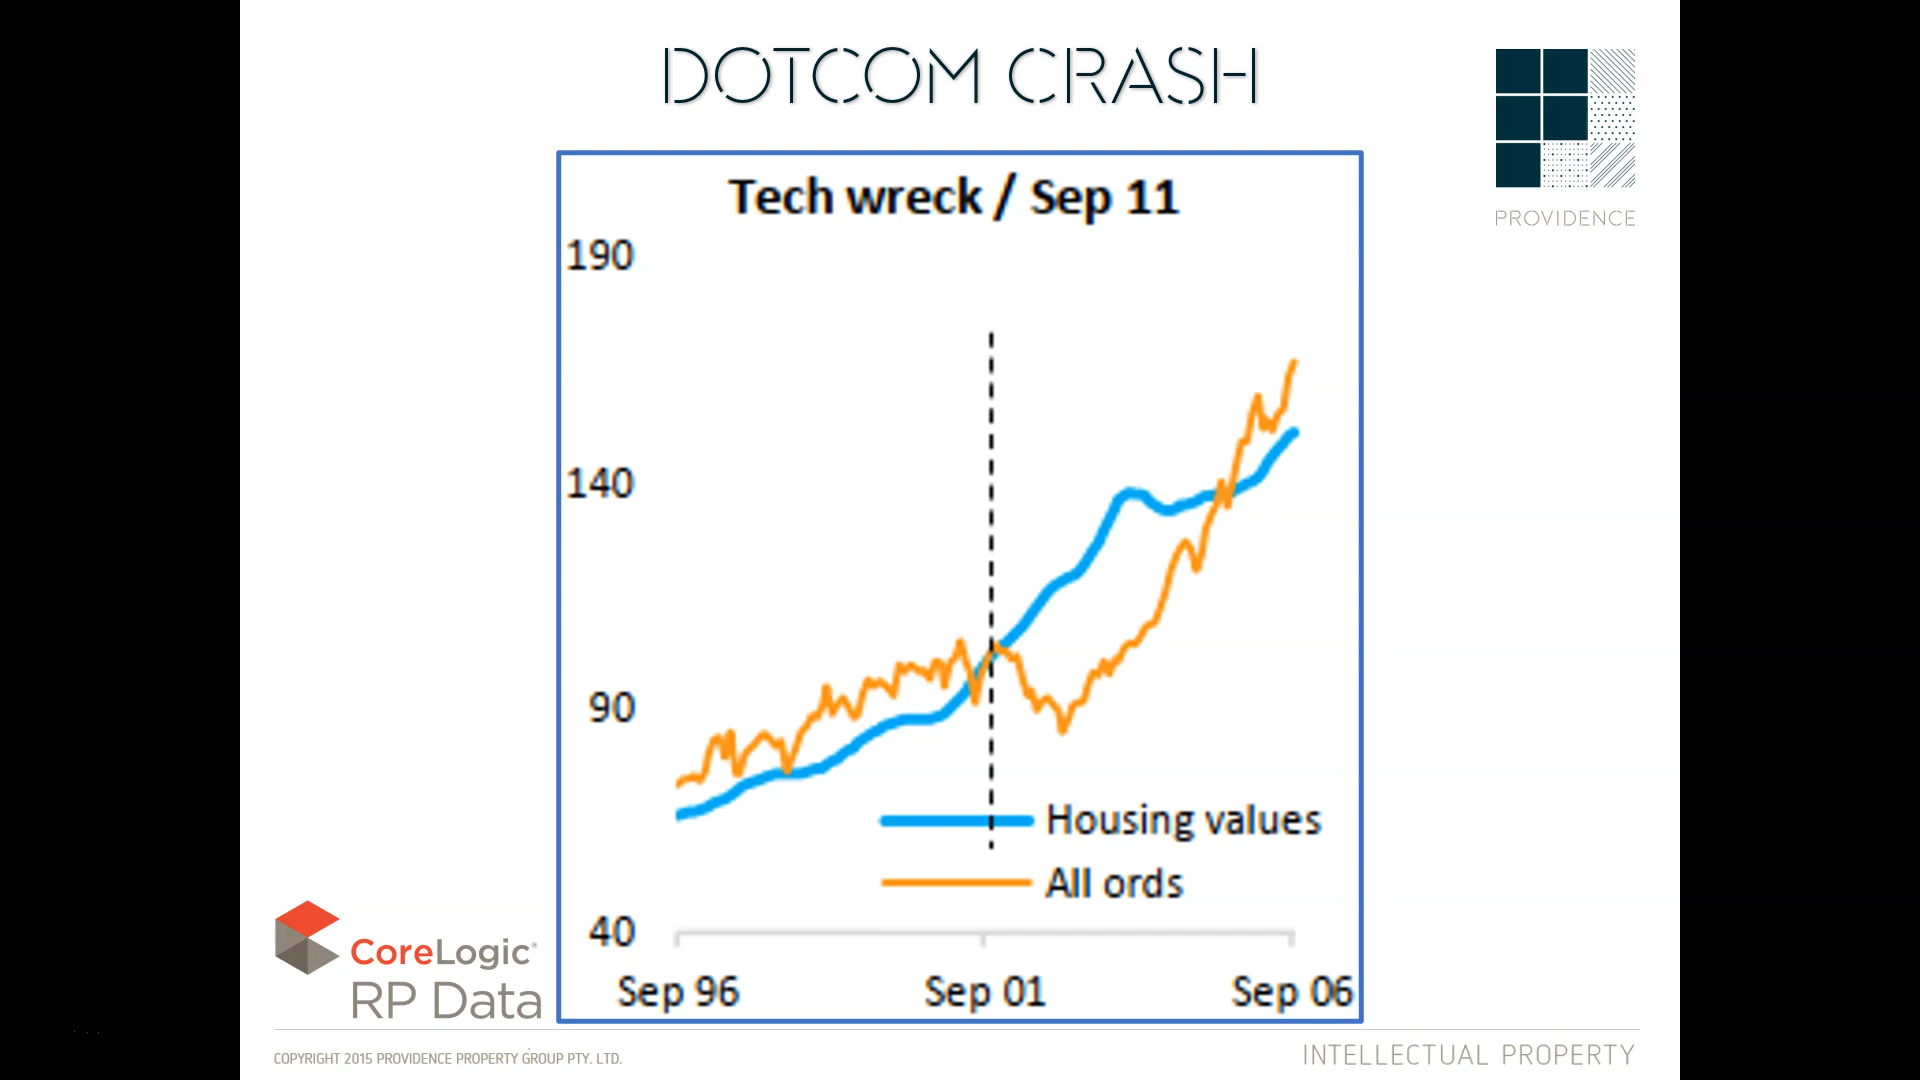 DOTCOM CRASH
PROVIDENCE
Tech wreck / Sep 11
190
140
90
40
Housing values
All ords
Sep 96
Sep 01
Sep 06
CoreLogic®
RP Data
COPYRIGHT 2015 PROVIDENCE PROPERTY GROUP PTY. LTD.
INTELLECTUAL PROPERTY